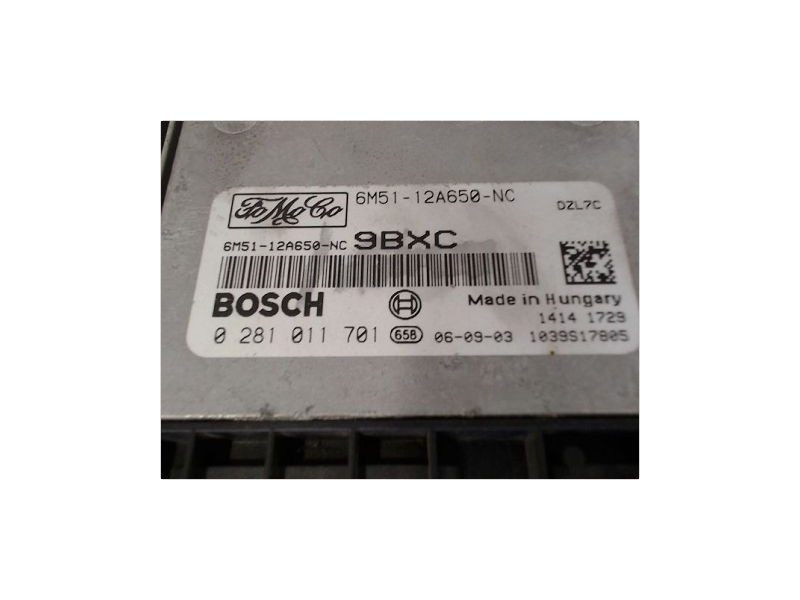 FoMoCo 6M51-12A650-NC DZL7C
6M51-12A650-NC 9BXC
BOSCH Made in Hungary
1414 1729
0 281 011 701 658 06-09-03 1039S17805